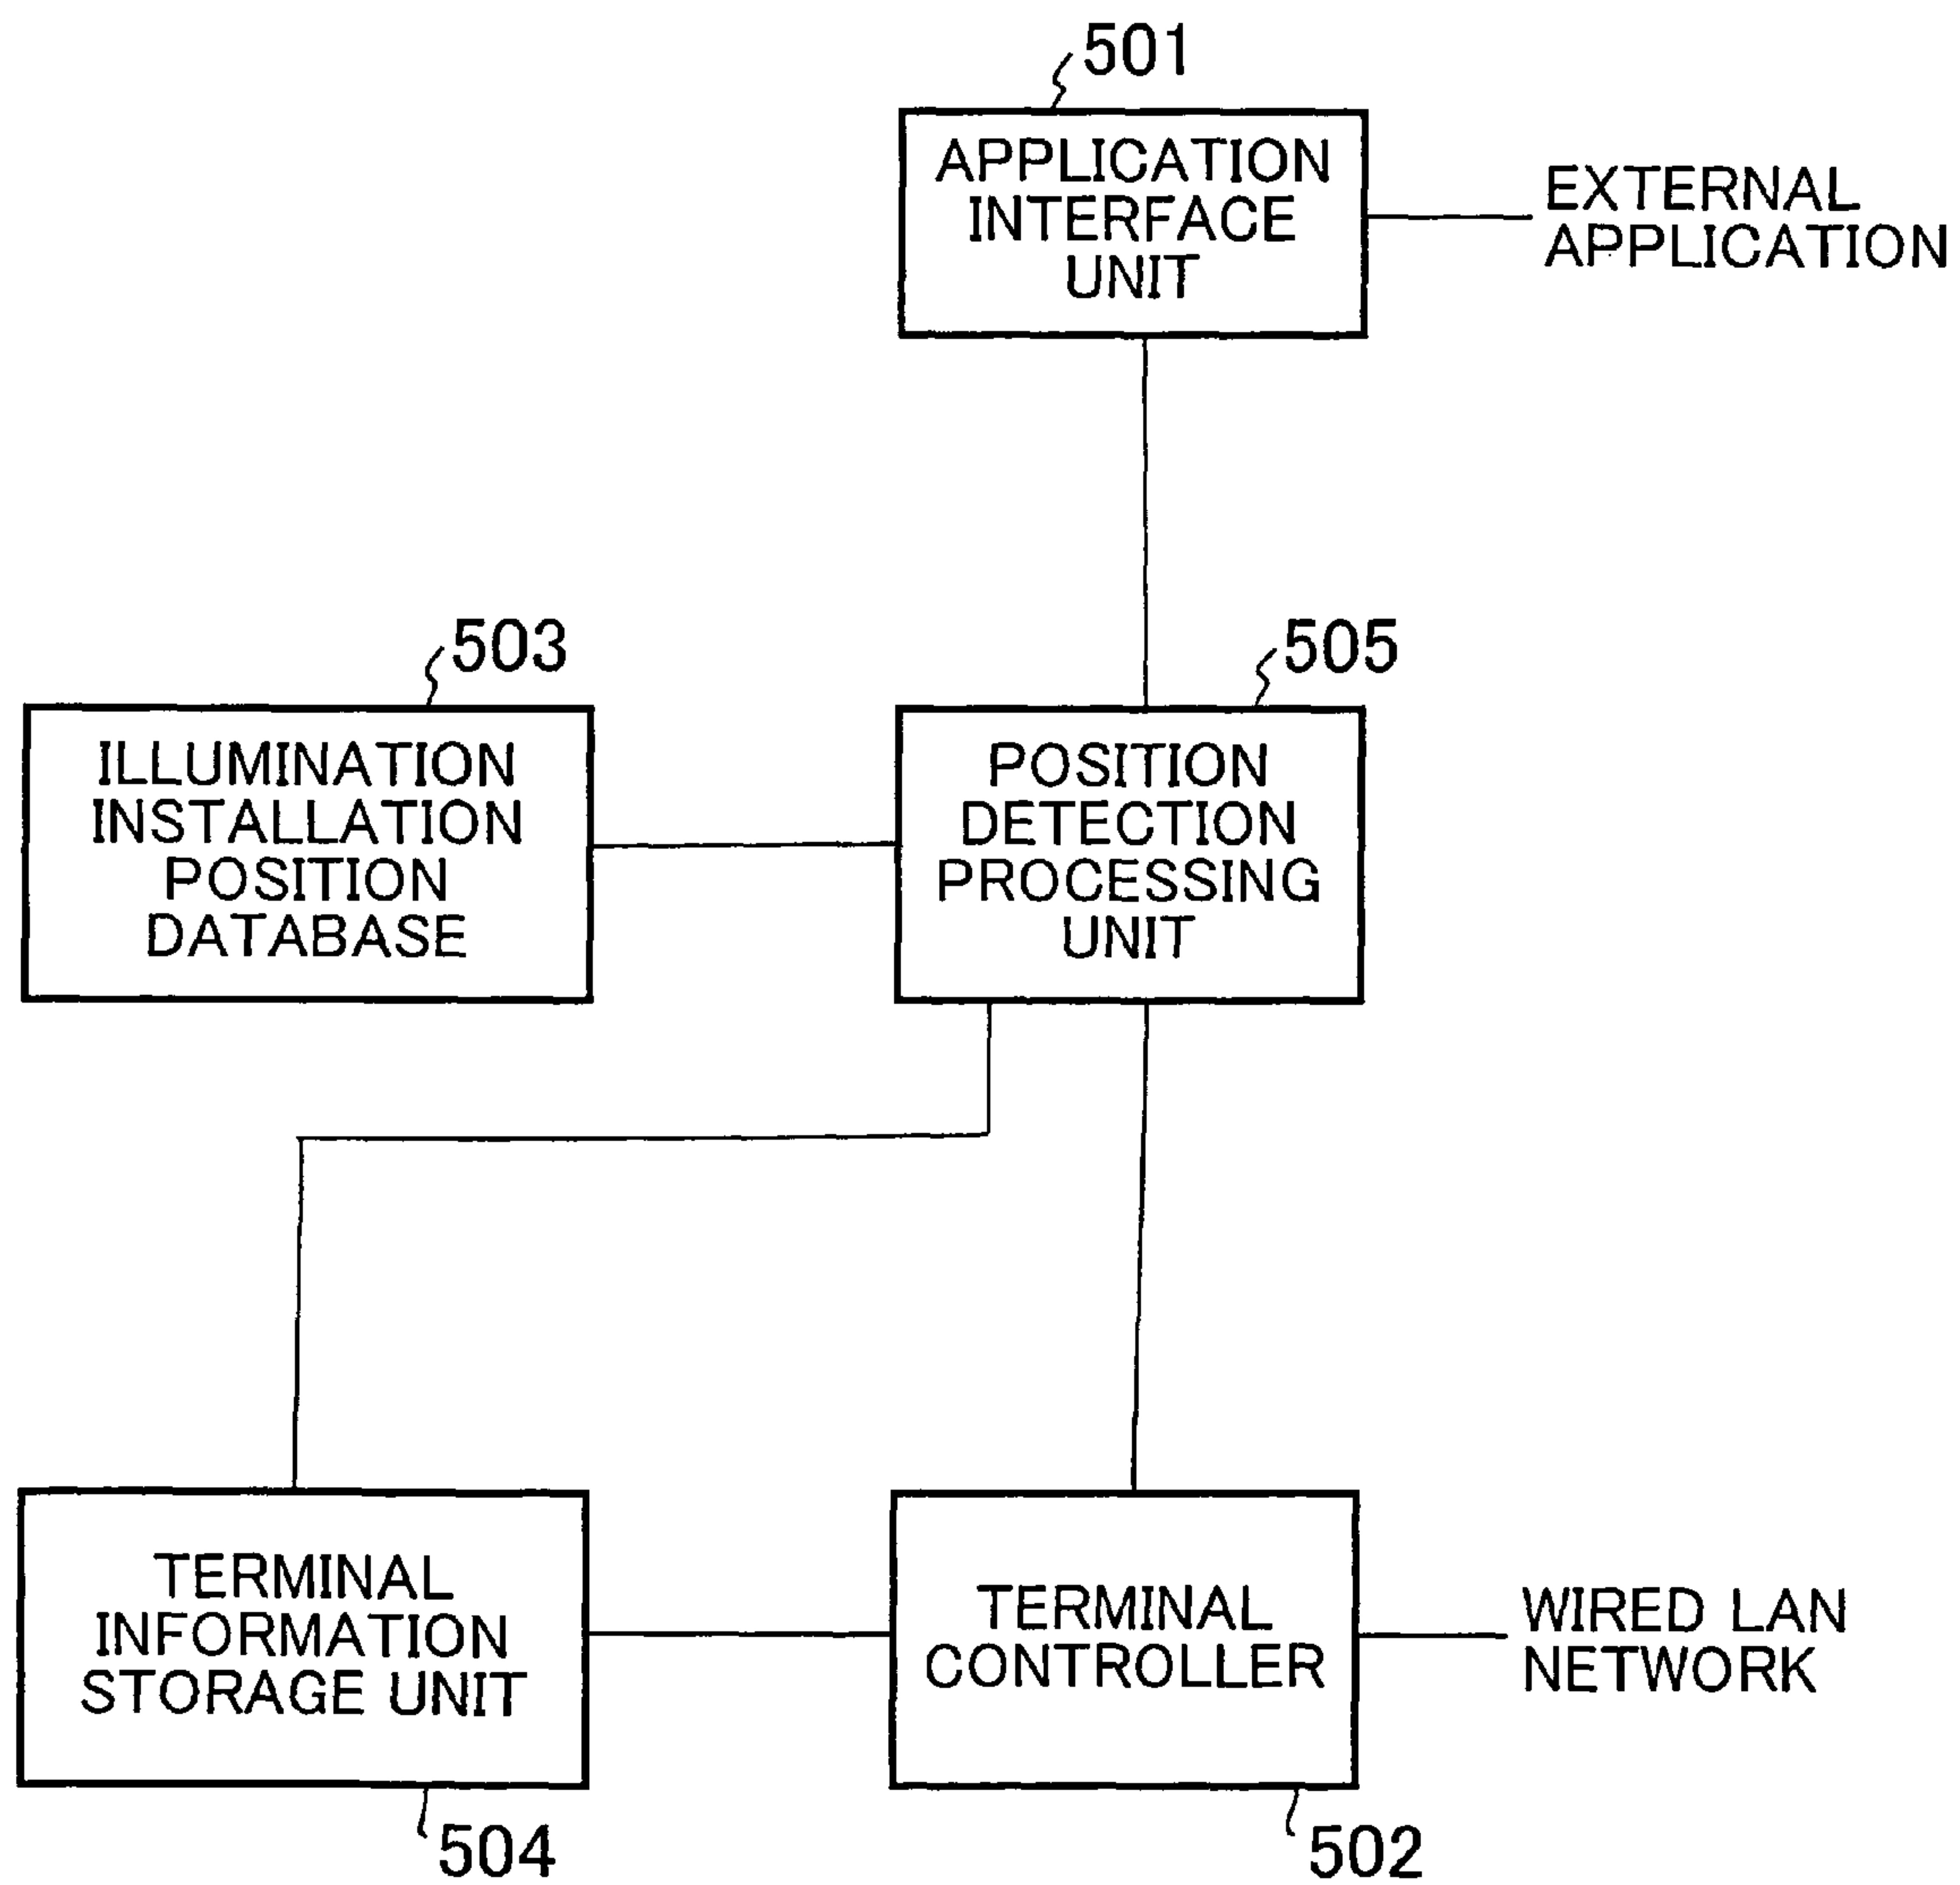 501
APPLICATION
INTERFACE
UNIT
EXTERNAL
APPLICATION
503
505
ILLUMINATION
INSTALLATION
POSITION
DATABASE
POSITION
DETECTION
PROCESSING
UNIT
TERMINAL
INFORMATION
STORAGE UNIT
TERMINAL
CONTROLLER
WIRED LAN
NETWORK
504
502